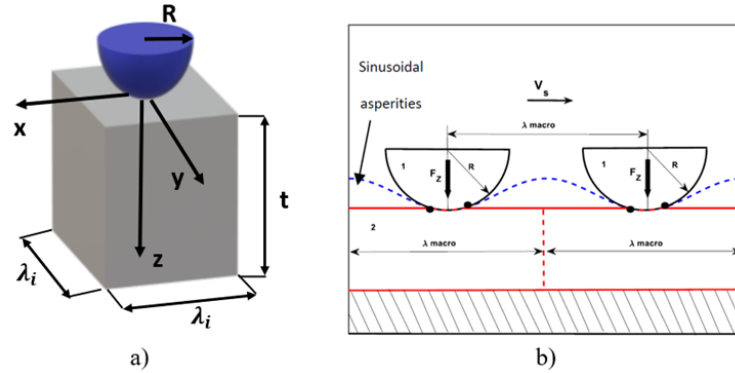 R
x
y
t
z
λi
λi
a)
Sinusoidal
asperities
Vs
λ macro
1
R
Fz
1
R
Fz
2
λ macro
λ macro
b)